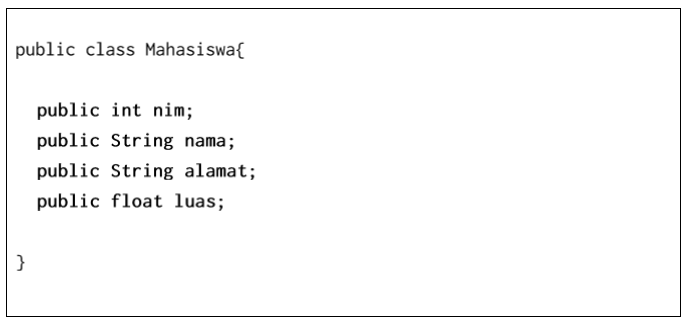 public class Mahasiswa{
public int nim;
public String nama;
public String alamat;
public float luas;
}